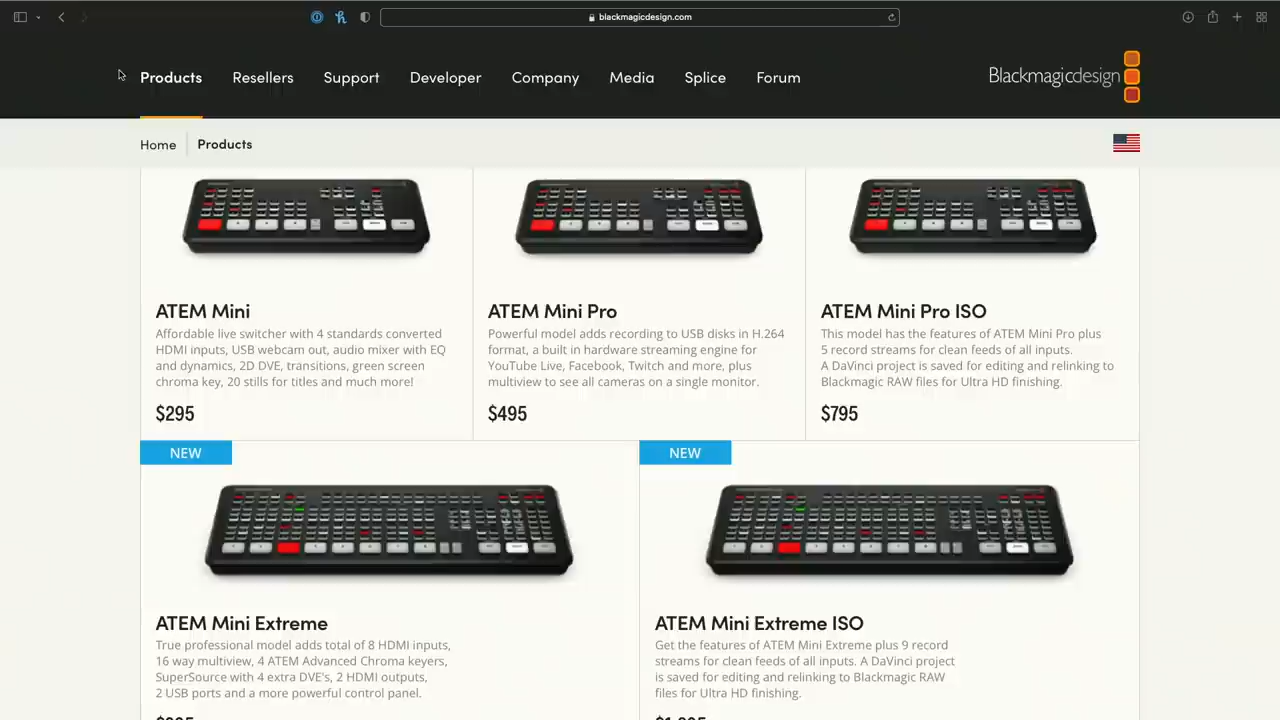 blackmagicdesign.com
Products Resellers Support Developer Company Media Splice Forum
Blackmagicdesign
Home Products
ATEM Mini
Affordable live switcher with 4 standards converted
HDMI inputs, USB webcam out, audio mixer with EQ
and dynamics, 2D DVE, transitions, green screen
chroma key, 20 stills for titles and much more!
$295
ATEM Mini Pro
Powerful model adds recording to USB disks in H.264
format, a built in hardware streaming engine for
YouTube Live, Facebook, Twitch and more, plus
multiview to see all cameras on a single monitor.
$495
ATEM Mini Pro ISO
This model has the features of ATEM Mini Pro plus
5 record streams for clean feeds of all inputs.
A DaVinci project is saved for editing and relinking to
Blackmagic RAW files for Ultra HD finishing.
$795
NEW
ATEM Mini Extreme
True professional model adds total of 8 HDMI inputs,
16 way multiview, 4 ATEM Advanced Chroma keyers,
SuperSource with 4 extra DVE's, 2 HDMI outputs,
2 USB ports and a more powerful control panel.
NEW
ATEM Mini Extreme ISO
Get the features of ATEM Mini Extreme plus 9 record
streams for clean feeds of all inputs. A DaVinci project
is saved for editing and relinking to Blackmagic RAW
files for Ultra HD finishing.